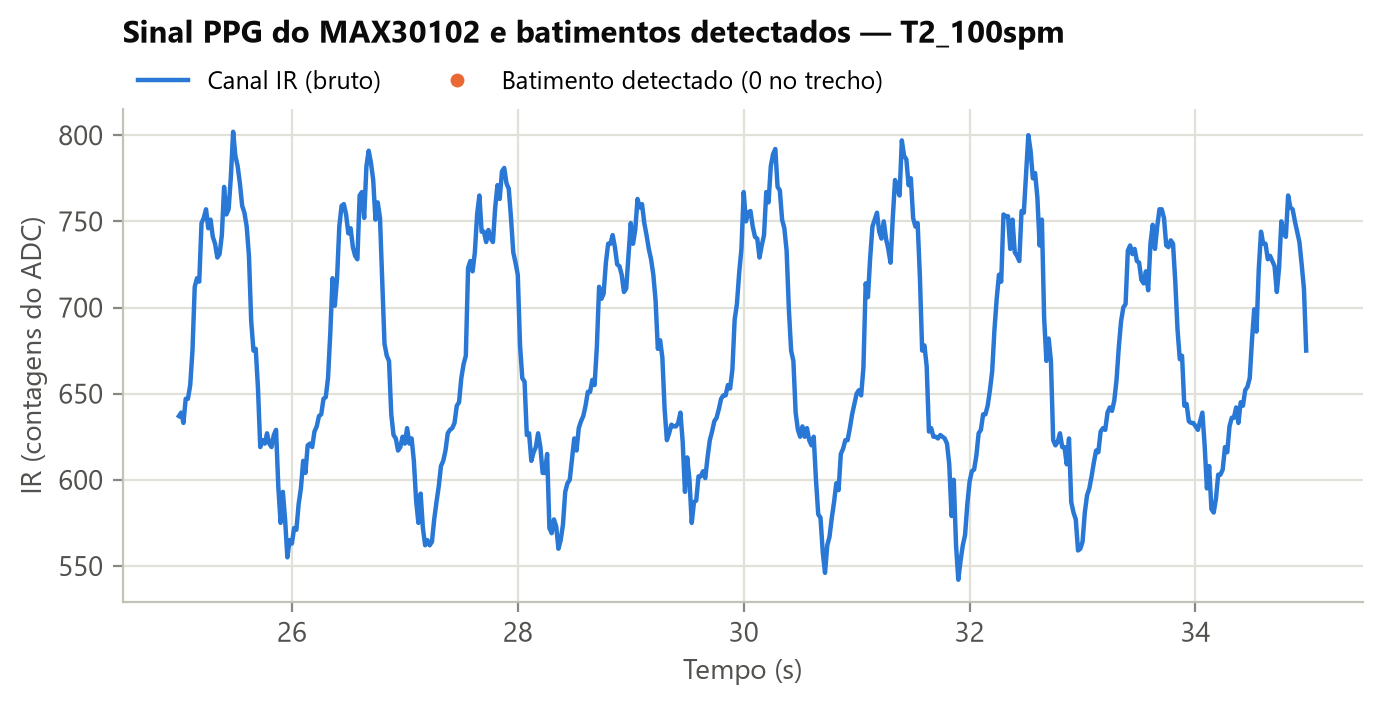 Sinal PPG do MAX30102 e batimentos detectados — T2_100spm
Canal IR (bruto)
Batimento detectado (0 no trecho)
IR (contagens do ADC)
800
750
700
650
600
550
26
28
30
32
34
Tempo (s)